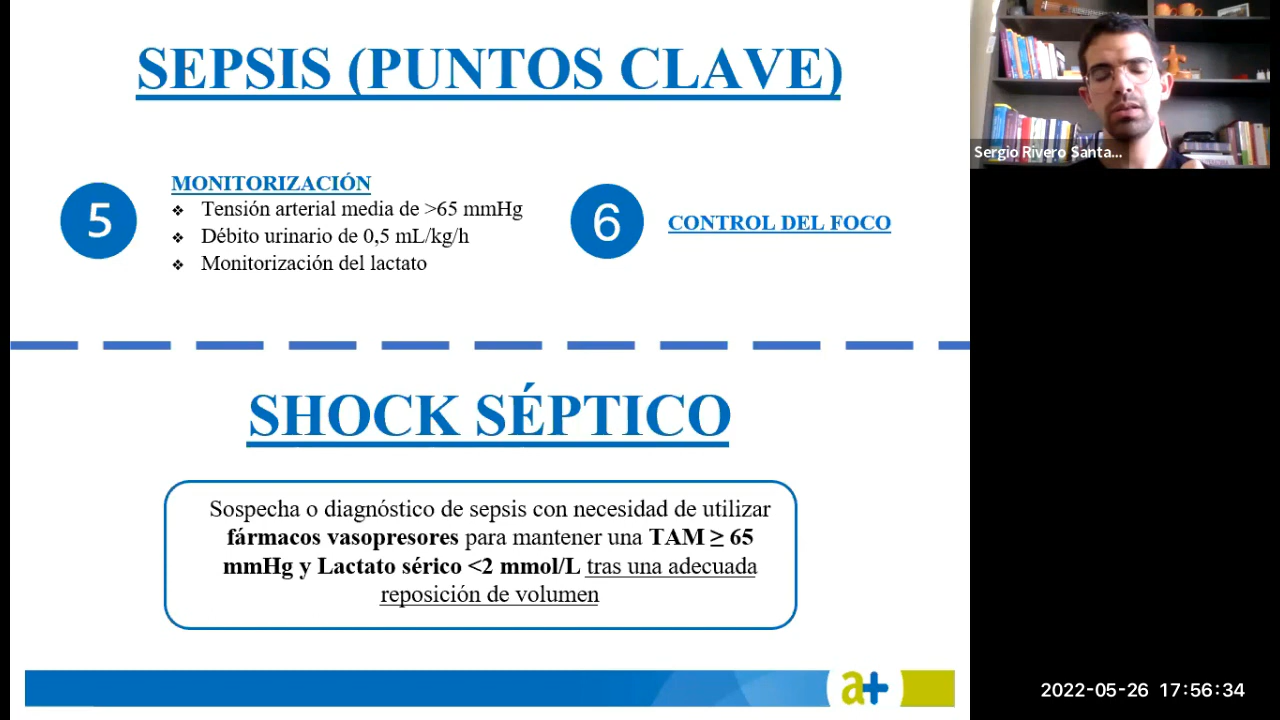 SEPSIS (PUNTOS CLAVE)
5
MONITORIZACIÓN
❖ Tensión arterial media de >65 mmHg
❖ Débito urinario de 0,5 mL/kg/h
❖ Monitorización del lactato
6
CONTROL DEL FOCO
SHOCK SÉPTICO
Sospecha o diagnóstico de sepsis con necesidad de utilizar
fármacos vasopresores para mantener una TAM ≥ 65
mmHg y Lactato sérico <2 mmol/L tras una adecuada
reposición de volumen
a+
Sergio Rivero Santa...
2022-05-26 17:56:34